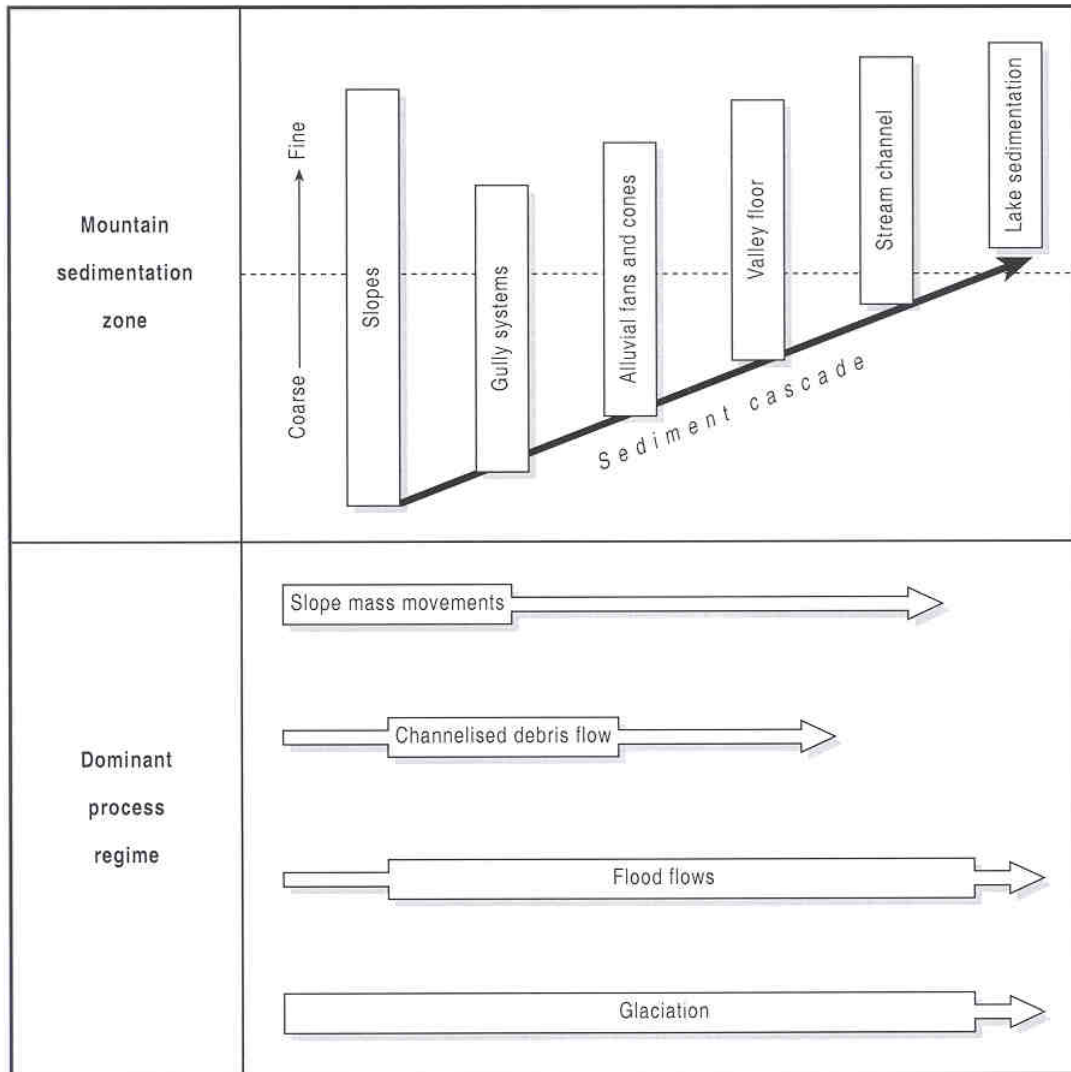 Mountain
sedimentation
zone
Fine
Coarse
Slopes
Gully systems
Alluvial fans and cones
Valley floor
Stream channel
Lake sedimentation
Sediment cascade
Dominant
process
regime
Slope mass movements
Channelised debris flow
Flood flows
Glaciation